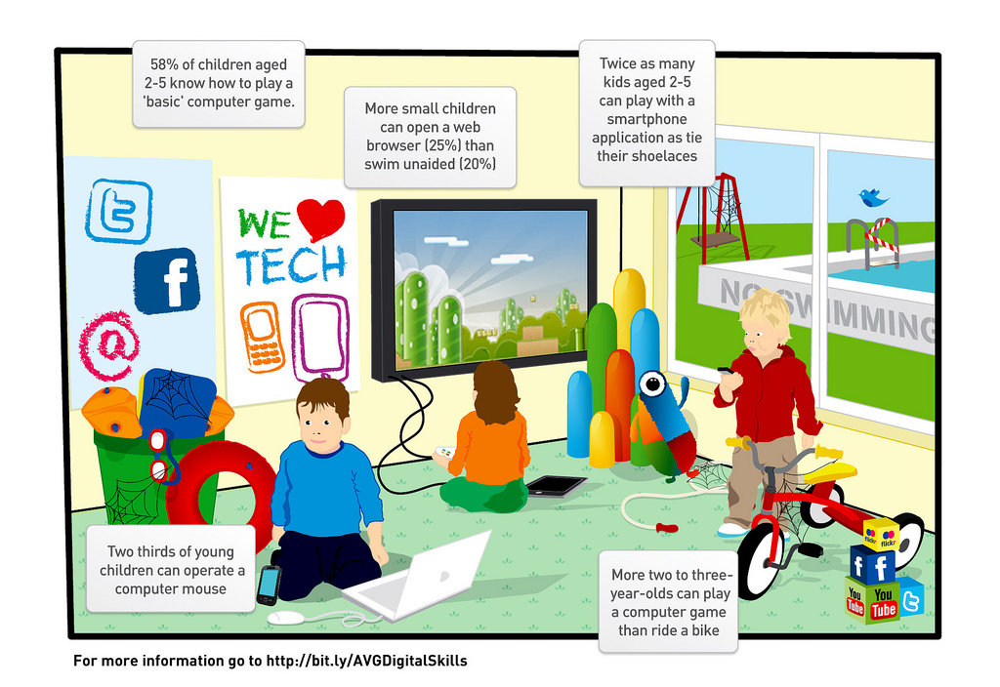 58% of children aged
2-5 know how to play a
'basic' computer game.
More small children
can open a web
browser (25%) than
swim unaided (20%)
Twice as many
kids aged 2-5
can play with a
smartphone
application as tie
their shoelaces
t
f
@
WE
TECH
NO SWIMMING
Two thirds of young
children can operate a
computer mouse
More two to three-
year-olds can play
a computer game
than ride a bike
flickr
flickr
f
f
You
Tube
You
Tube
t
For more information go to http://bit.ly/AVGDigitalSkills